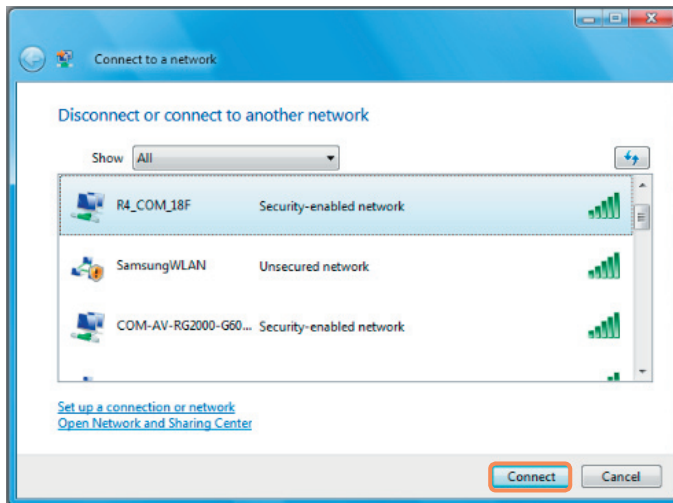 Connect to a network
Disconnect or connect to another network
Show All
R4_COM_18F Security-enabled network
SamsungWLAN Unsecured network
COM-AV-RG2000-G60... Security-enabled network
Set up a connection or network
Open Network and Sharing Center
Connect Cancel